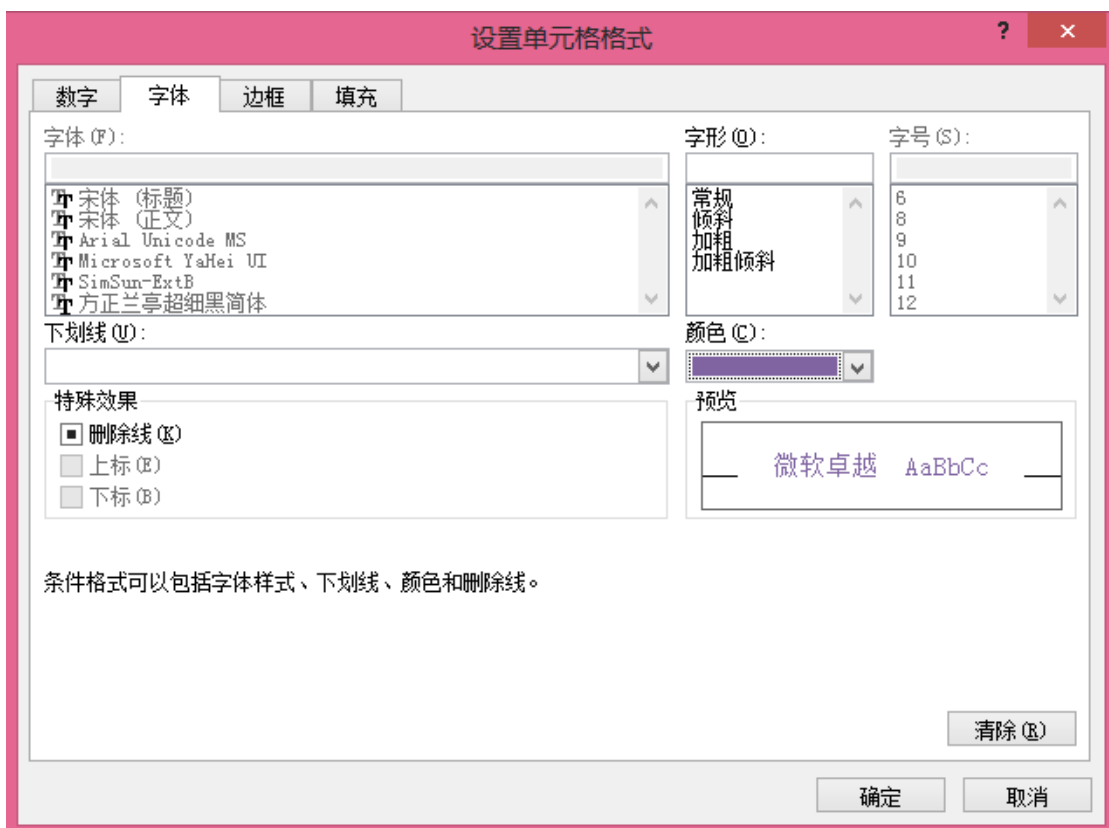 设置单元格格式
? ×
数字 字体 边框 填充
字体(F): 字形(O): 字号(S):
宋体 (标题) 常规 6
宋体 (正文) 倾斜 8
Arial Unicode MS 加粗 9
Microsoft YaHei UI 加粗倾斜 10
SimSun-ExtB 11
方正兰亭超细黑简体 12
下划线(U): 颜色(C):
特殊效果 预览
删除线(K)
上标(E)
下标(B)
微软卓越 AaBbCc
条件格式可以包括字体样式、下划线、颜色和删除线。
清除(R)
确定 取消